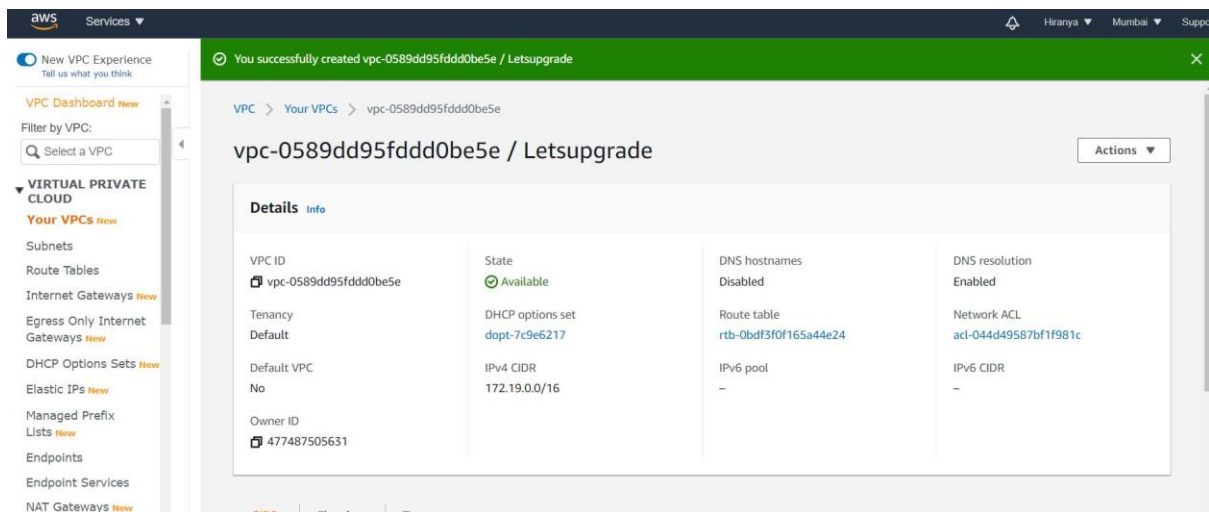 aws Services ▼ Hiranya ▼ Mumbai ▼ Suppo
New VPC Experience
Tell us what you think
VPC Dashboard New
Filter by VPC:
Select a VPC
VIRTUAL PRIVATE
CLOUD
Your VPCs New
Subnets
Route Tables
Internet Gateways New
Egress Only Internet
Gateways New
DHCP Options Sets New
Elastic IPs New
Managed Prefix
Lists New
Endpoints
Endpoint Services
NAT Gateways New
You successfully created vpc-0589dd95fddd0be5e / Letsupgrade
VPC > Your VPCs > vpc-0589dd95fddd0be5e
vpc-0589dd95fddd0be5e / Letsupgrade
Actions ▼
Details Info
VPC ID
vpc-0589dd95fddd0be5e
State
Available
DNS hostnames
Disabled
DNS resolution
Enabled
Tenancy
Default
DHCP options set
dopt-7c9e6217
Route table
rtb-0bdf3f0f165a44e24
Network ACL
acl-044d49587bf1f981c
Default VPC
No
IPv4 CIDR
172.19.0.0/16
IPv6 pool
–
IPv6 CIDR
–
Owner ID
477487505631